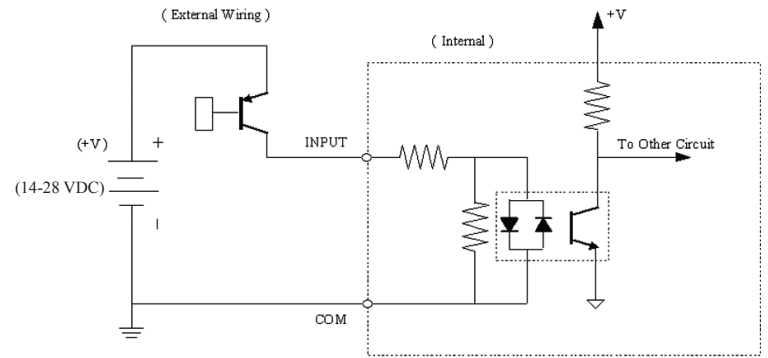 ( External Wiring )
+V
( Internal )
INPUT
To Other Circuit
(+V)
+
(14-28 VDC)
–
COM